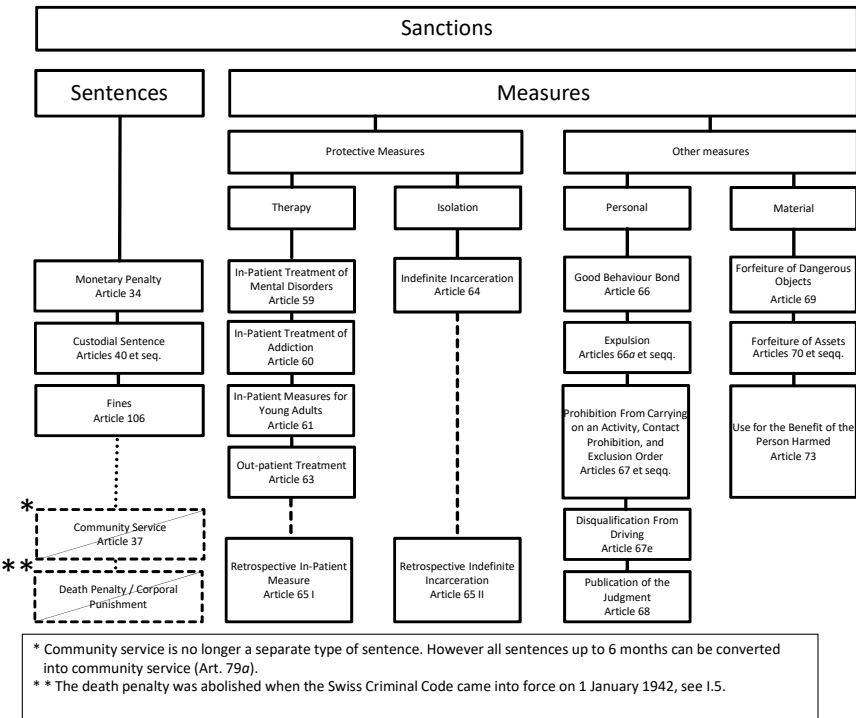 Sanctions
Sentences
Measures
Protective Measures
Other measures
Therapy
Isolation
Personal
Material
Monetary Penalty
Article 34
Custodial Sentence
Articles 40 et seq.
Fines
Article 106
*
Community Service
Article 37
**
Death Penalty / Corporal
Punishment
In-Patient Treatment of
Mental Disorders
Article 59
In-Patient Treatment of
Addiction
Article 60
In-Patient Measures for
Young Adults
Article 61
Out-patient Treatment
Article 63
Retrospective In-Patient
Measure
Article 65 I
Indefinite Incarceration
Article 64
Retrospective Indefinite
Incarceration
Article 65 II
Good Behaviour Bond
Article 66
Expulsion
Articles 66a et seqq.
Prohibition From Carrying
on an Activity, Contact
Prohibition, and
Exclusion Order
Articles 67 et seqq.
Disqualification From
Driving
Article 67e
Publication of the
Judgment
Article 68
Forfeiture of Dangerous
Objects
Article 69
Forfeiture of Assets
Articles 70 et seqq.
Use for the Benefit of the
Person Harmed
Article 73
* Community service is no longer a separate type of sentence. However all sentences up to 6 months can be converted
into community service (Art. 79a).
* * The death penalty was abolished when the Swiss Criminal Code came into force on 1 January 1942, see I.5.